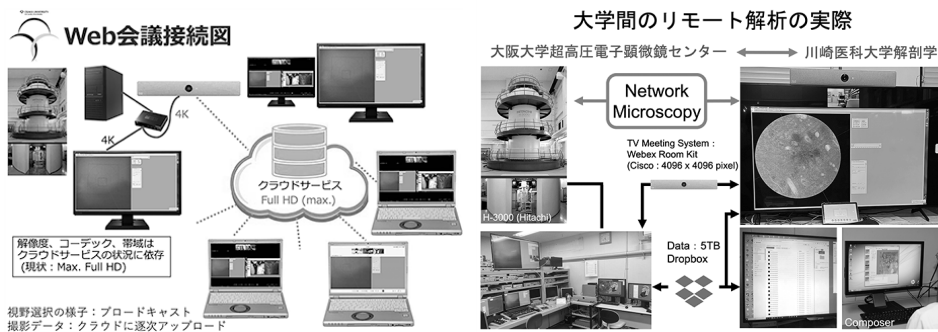 Web会議接続図
4K
4K
クラウドサービス
Full HD (max.)
解像度、コーデック、帯域は
クラウドサービスの状況に依存
(現状：Max. Full HD)
視野選択の様子：ブロードキャスト
撮影データ：クラウドに逐次アップロード
大学間のリモート解析の実際
大阪大学超高圧電子顕微鏡センター
川崎医科大学解剖学
Network
Microscopy
TV Meeting System：
Webex Room Kit
(Cisco : 4096 x 4096 pixel)
H-3000 (Hitachi)
Data：5TB
Dropbox
Composer